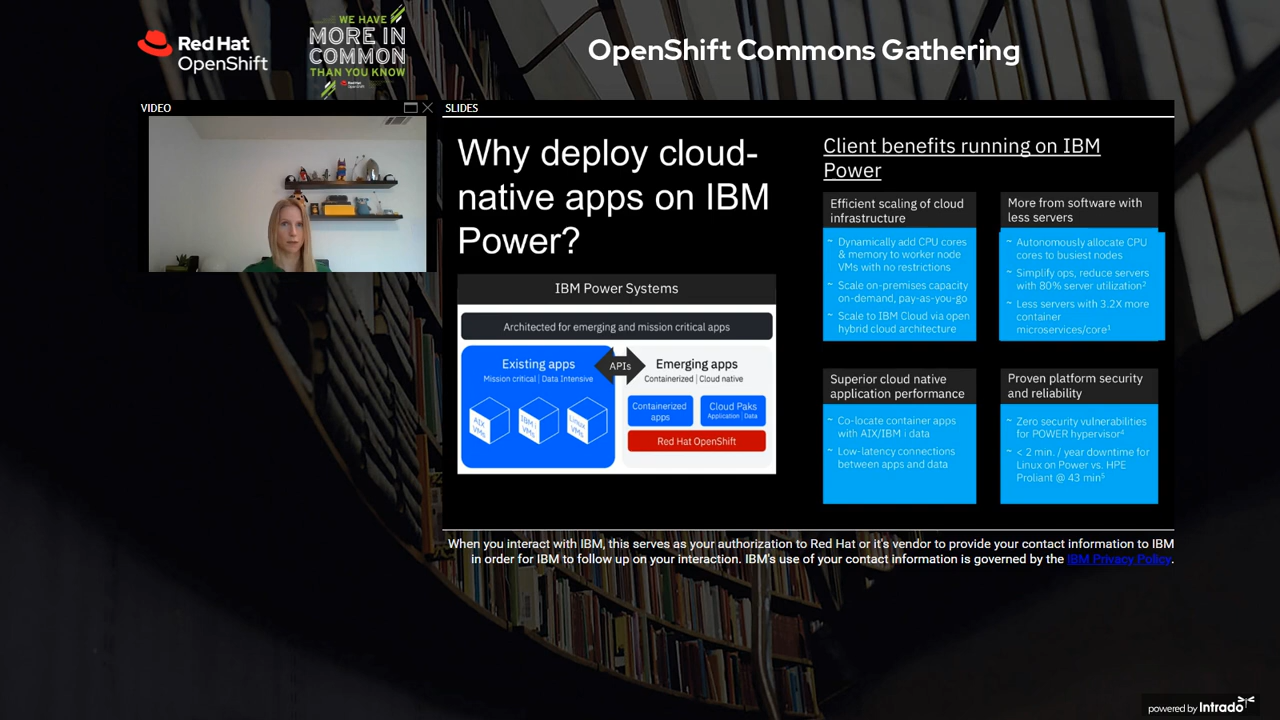 Red Hat
OpenShift
WE HAVE
MORE IN
COMMON
THAN YOU KNOW
Red Hat
OpenShift
OpenShift Commons Gathering
VIDEO
SLIDES
Why deploy cloud-
native apps on IBM
Power?
IBM Power Systems
Architected for emerging and mission critical apps
Existing apps
Mission critical | Data Intensive
APIs
Emerging apps
Containerized | Cloud native
AIX
VMs
IBM i
VMs
Linux
VMs
Containerized
apps
Cloud Paks
Application | Data
Red Hat OpenShift
Client benefits running on IBM
Power
Efficient scaling of cloud
infrastructure
~ Dynamically add CPU cores
& memory to worker node
VMs with no restrictions
~ Scale on-premises capacity
on-demand, pay-as-you-go
~ Scale to IBM Cloud via open
hybrid cloud architecture
More from software with
less servers
~ Autonomously allocate CPU
cores to busiest nodes
~ Simplify ops, reduce servers
with 80% server utilization²
~ Less servers with 3.2X more
container
microservices/core¹
Superior cloud native
application performance
~ Co-locate container apps
with AIX/IBM i data
~ Low-latency connections
between apps and data
Proven platform security
and reliability
~ Zero security vulnerabilities
for POWER hypervisor⁴
~ < 2 min. / year downtime for
Linux on Power vs. HPE
Proliant @ 43 min⁵
When you interact with IBM, this serves as your authorization to Red Hat or it's vendor to provide your contact information to IBM
in order for IBM to follow up on your interaction. IBM's use of your contact information is governed by the IBM Privacy Policy.
powered by Intrado